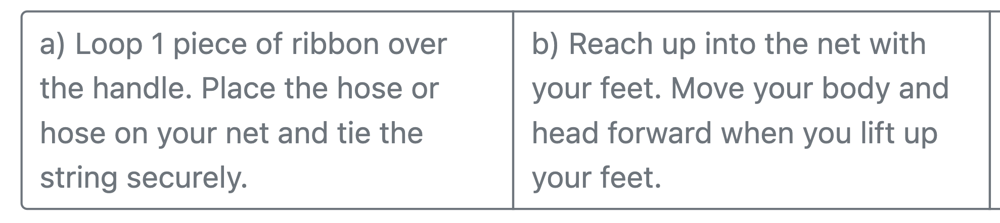 a) Loop 1 piece of ribbon over
the handle. Place the hose or
hose on your net and tie the
string securely.
b) Reach up into the net with
your feet. Move your body and
head forward when you lift up
your feet.